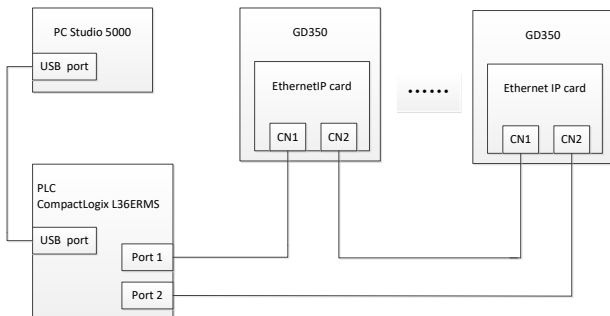 PC Studio 5000
USB port
GD350
EthernetIP card
CN1
CN2
......
GD350
Ethernet IP card
CN1
CN2
PLC
CompactLogix L36ERMS
USB port
Port 1
Port 2